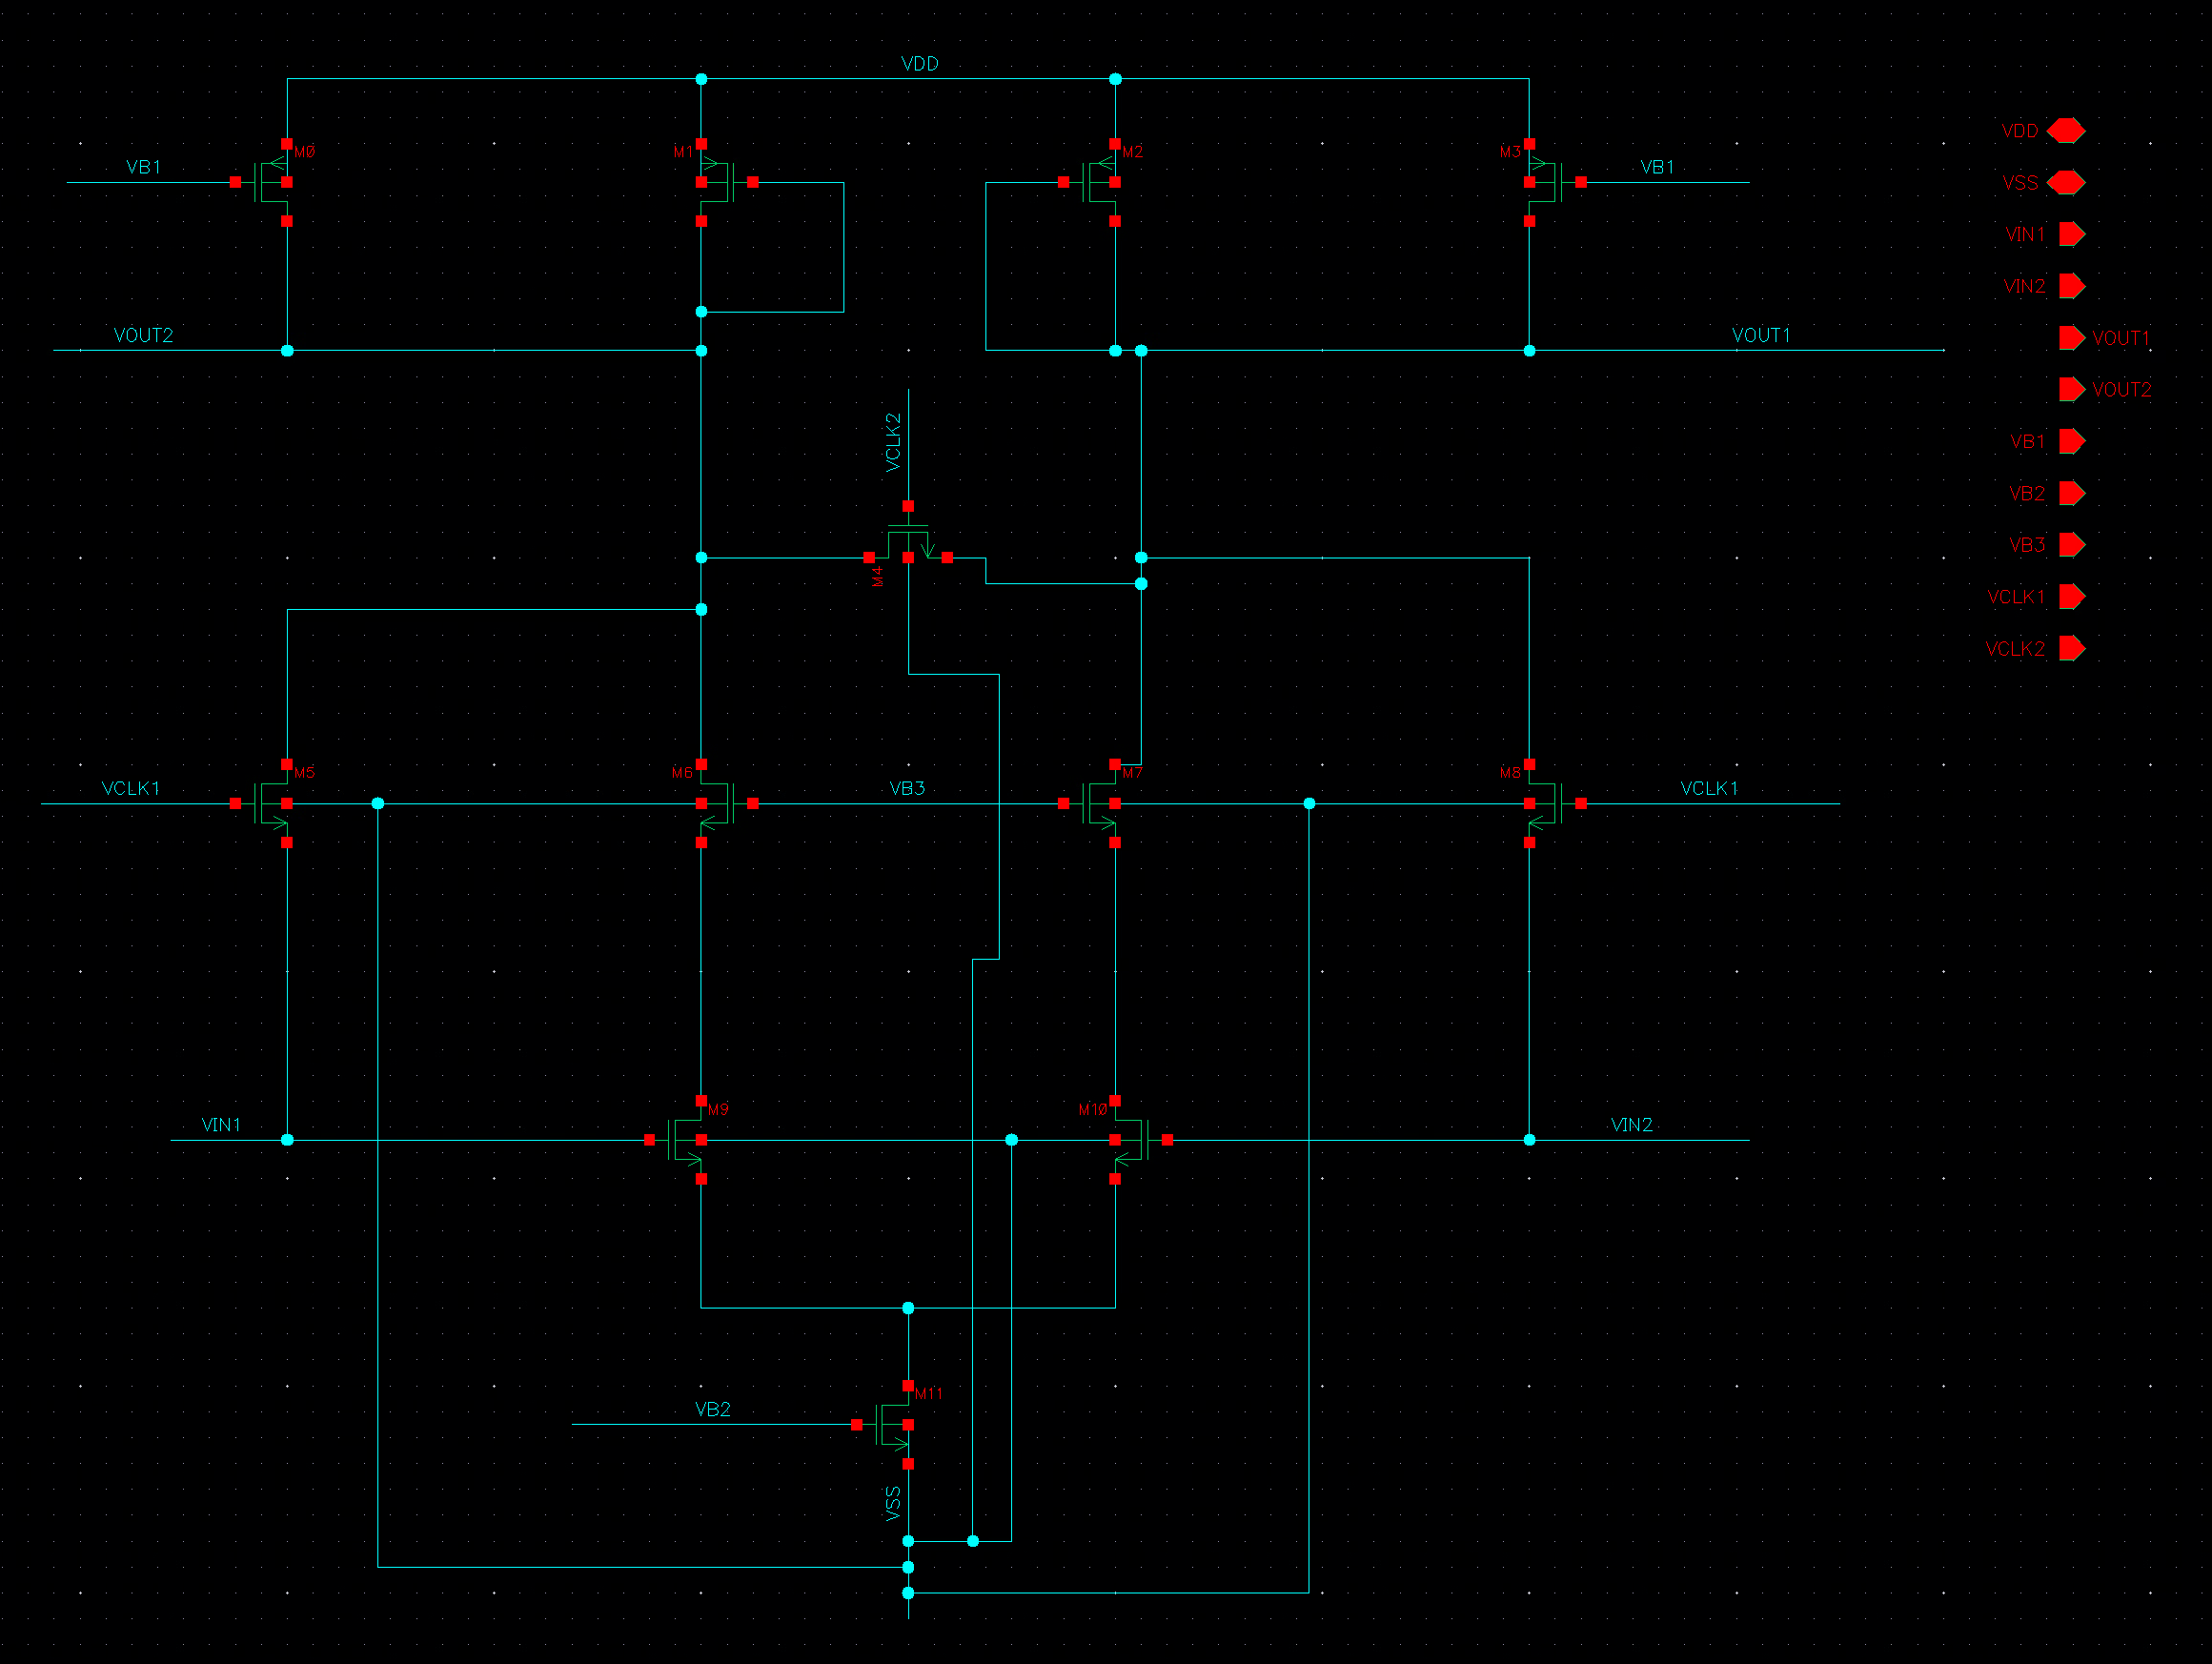 VDD
VDD
M0
M1
M2
M3
VB1
VB1
VSS
VIN1
VIN2
VOUT2
VOUT1
VOUT1
VOUT2
VCLK2
VB1
VB2
VB3
M4
VCLK1
VCLK2
M5
M6
M7
M8
VCLK1
VB3
VCLK1
M9
M10
VIN1
VIN2
M11
VB2
VSS